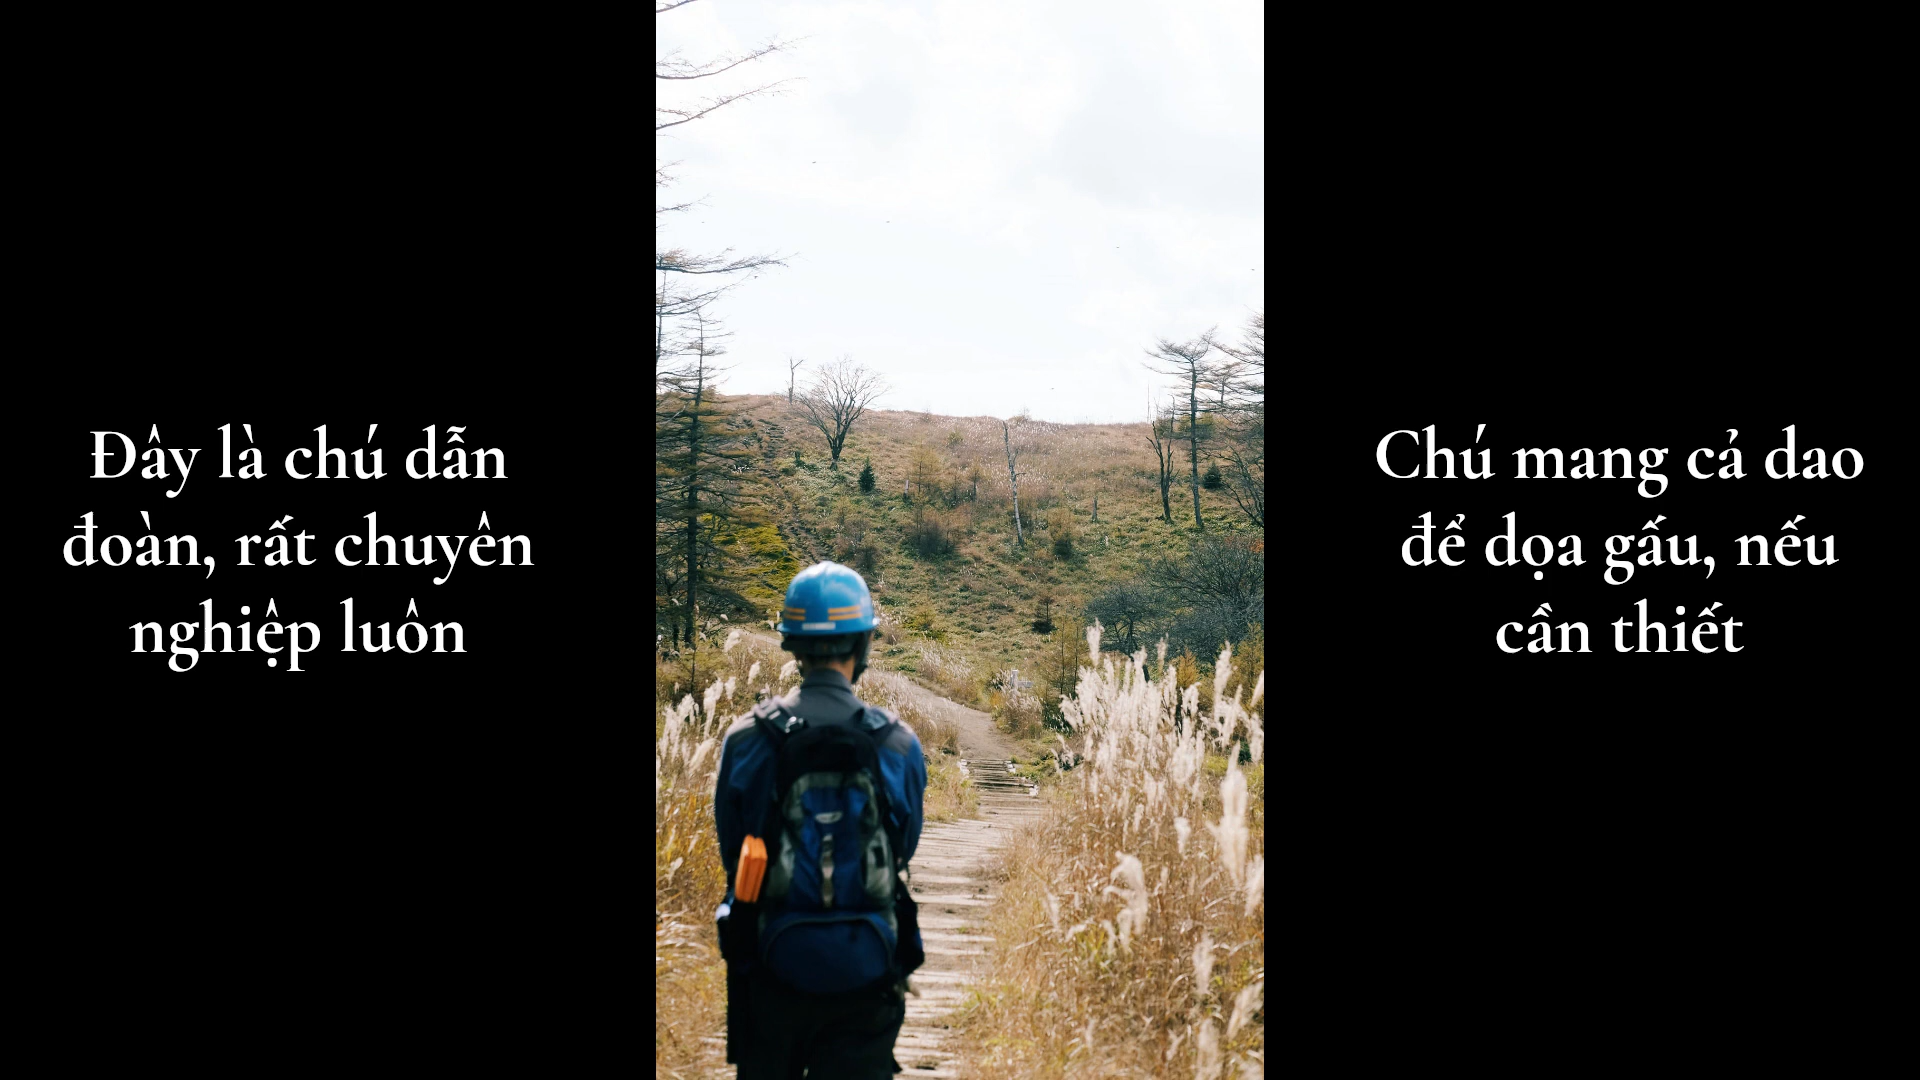 Đây là chú dẫn
đoàn, rất chuyên
nghiệp luôn
Chú mang cả dao
để dọa gấu, nếu
cần thiết